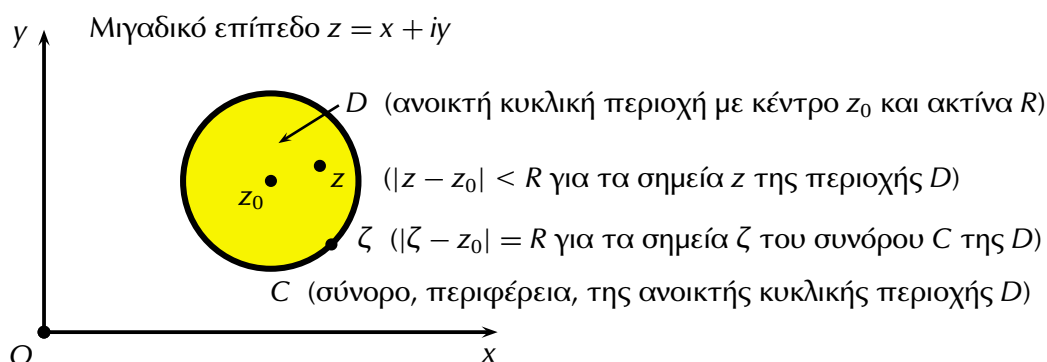 y Μιγαδικό επίπεδο z = x + iy
D (ανοικτή κυκλική περιοχή με κέντρο z₀ και ακτίνα R)
z (|z − z₀| < R για τα σημεία z της περιοχής D)
z₀
ζ (|ζ − z₀| = R για τα σημεία ζ του συνόρου C της D)
C (σύνορο, περιφέρεια, της ανοικτής κυκλικής περιοχής D)
O x